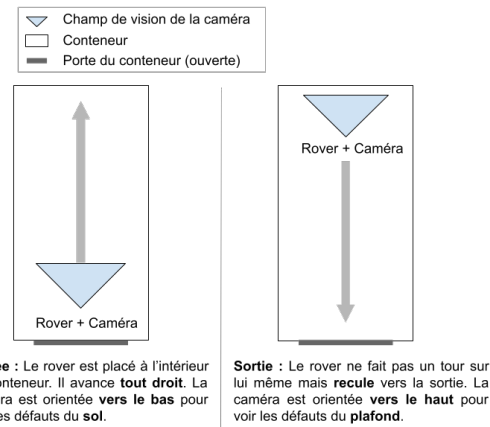 Champ de vision de la caméra
Conteneur
Porte du conteneur (ouverte)
Rover + Caméra
Rover + Caméra
: Le rover est placé à l'intérieur
Il avance tout droit. La
est orientée vers le bas pour
défauts du sol.
Sortie : Le rover ne fait pas un tour sur
lui même mais recule vers la sortie. La
caméra est orientée vers le haut pour
voir les défauts du plafond.